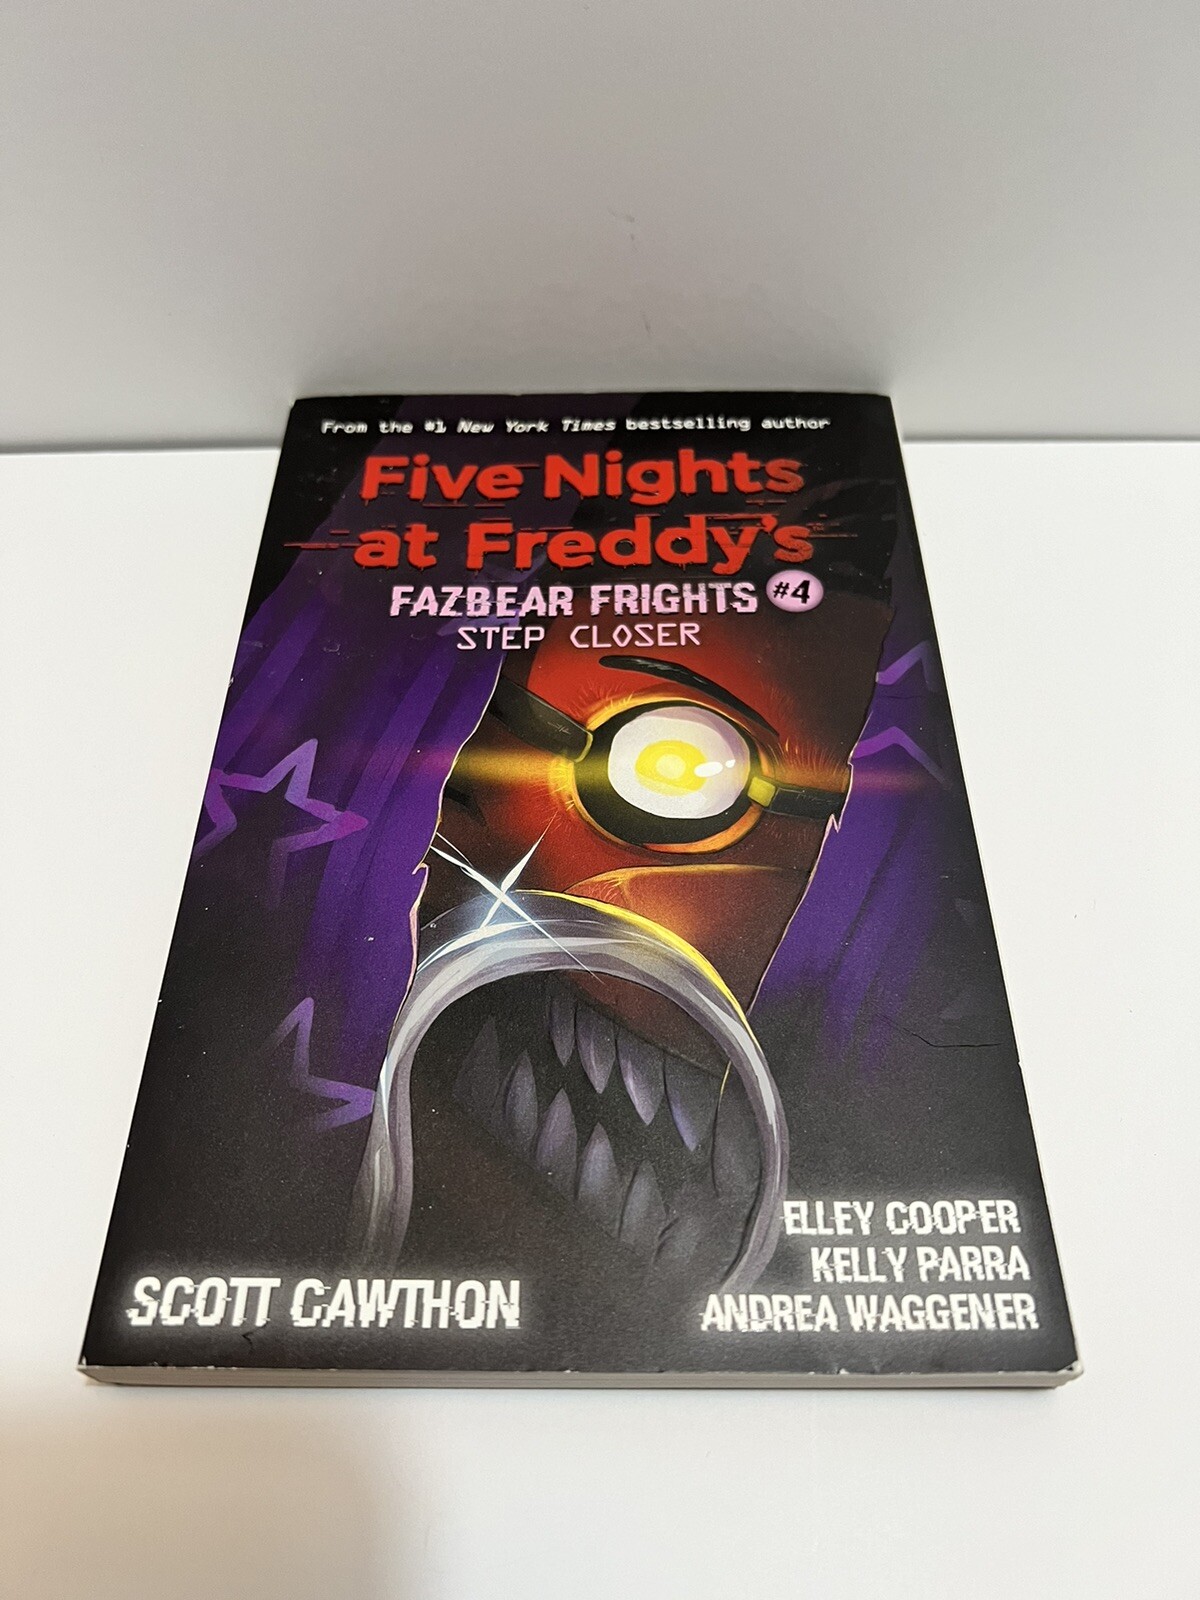 From the #1 New York Times bestselling author
Five Nights
at Freddy's™
FAZBEAR FRIGHTS #4
STEP CLOSER
ELLEY COOPER
KELLY PARRA
SCOTT CAWTHON
ANDREA WAGGENER